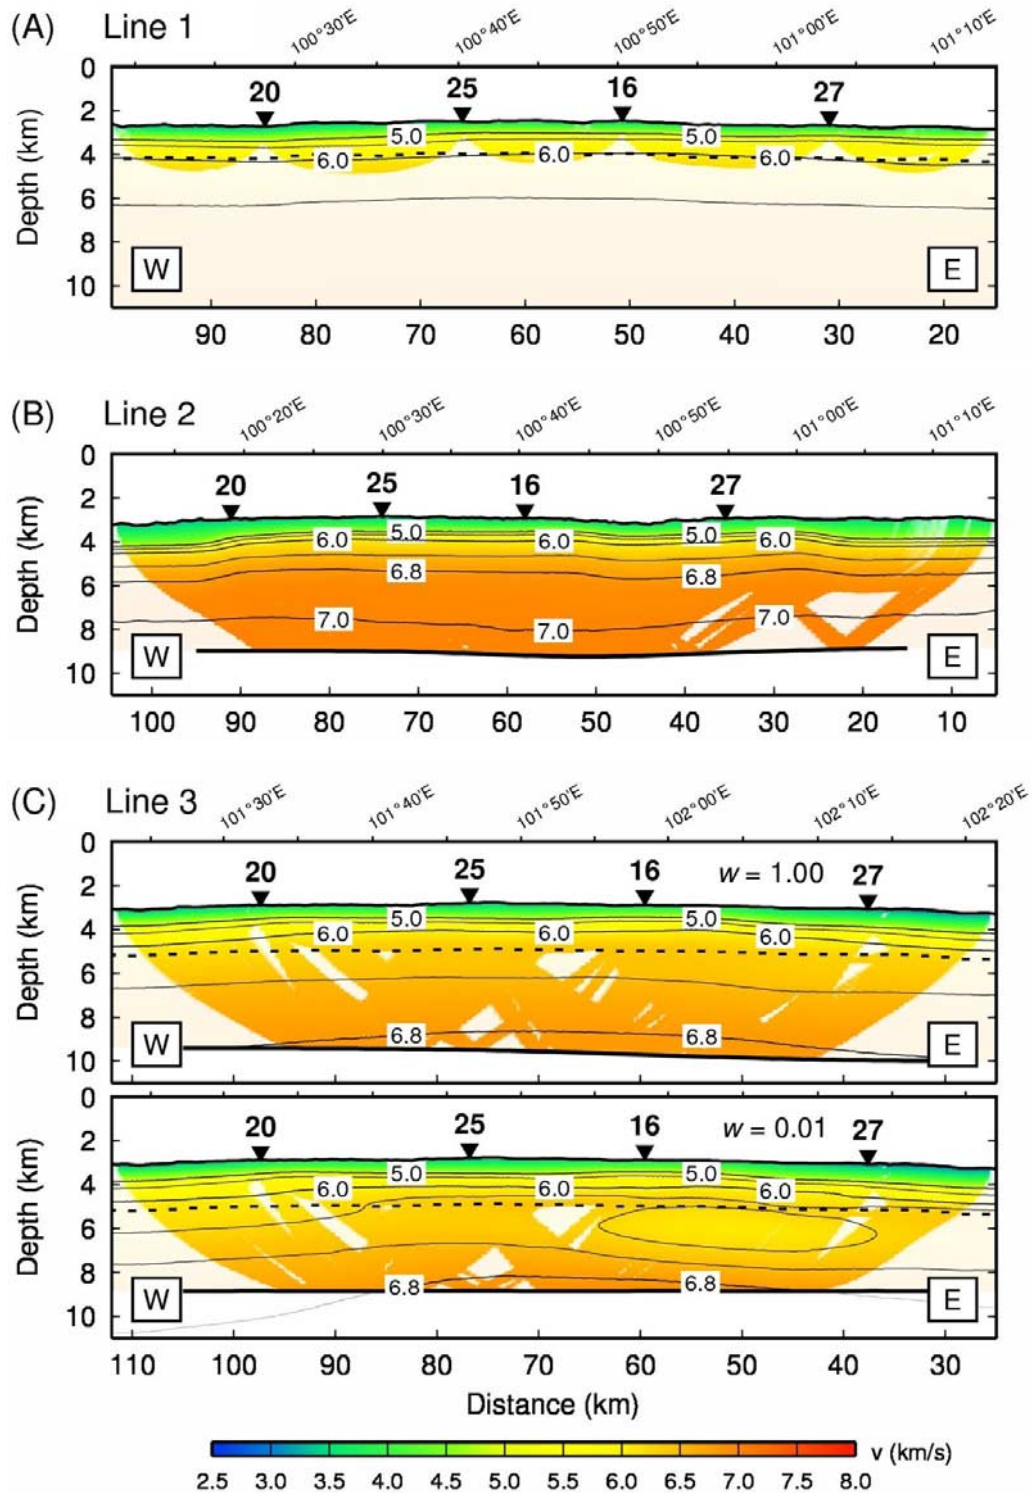 (A) Line 1
100°30'E 100°40'E 100°50'E 101°00'E 101°10'E
0
2
4
6
8
10
Depth (km)
20 25 16 27
5.0 5.0
6.0 6.0 6.0
W E
90 80 70 60 50 40 30 20
(B) Line 2
100°20'E 100°30'E 100°40'E 100°50'E 101°00'E 101°10'E
0
2
4
6
8
10
Depth (km)
20 25 16 27
5.0 5.0
6.0 6.0 6.0
6.8 6.8
7.0 7.0 7.0
W E
100 90 80 70 60 50 40 30 20 10
(C) Line 3
101°30'E 101°40'E 101°50'E 102°00'E 102°10'E 102°20'E
0
2
4
6
8
10
Depth (km)
20 25 16 w = 1.00 27
5.0 5.0
6.0 6.0 6.0
6.8 6.8
W E
0
2
4
6
8
10
Depth (km)
20 25 16 w = 0.01 27
5.0 5.0
6.0 6.0 6.0
6.8 6.8
W E
110 100 90 80 70 60 50 40 30
Distance (km)
v (km/s)
2.5 3.0 3.5 4.0 4.5 5.0 5.5 6.0 6.5 7.0 7.5 8.0